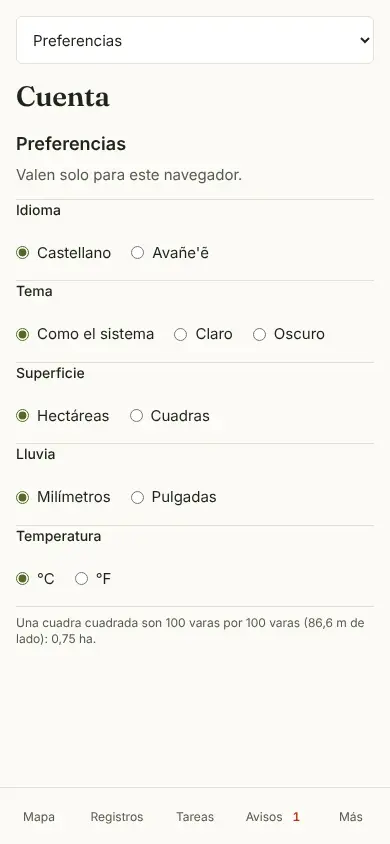 Preferencias
Cuenta
Preferencias
Valen solo para este navegador.
Idioma
Castellano Avañe'ẽ
Tema
Como el sistema Claro Oscuro
Superficie
Hectáreas Cuadras
Lluvia
Milímetros Pulgadas
Temperatura
°C °F
Una cuadra cuadrada son 100 varas por 100 varas (86,6 m de
lado): 0,75 ha.
Mapa Registros Tareas Avisos 1 Más